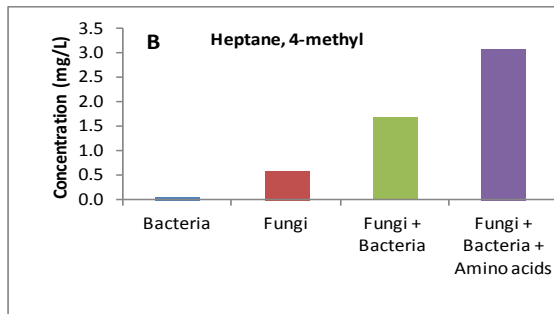 B Heptane, 4-methyl
Concentration (mg/L)
3.5
3.0
2.5
2.0
1.5
1.0
0.5
0.0
Bacteria Fungi Fungi + Fungi +
Bacteria Bacteria +
Amino acids